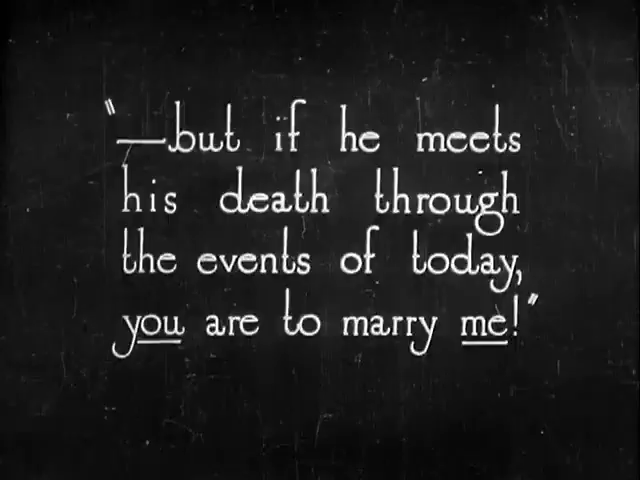 "—but if he meets
his death through
the events of today,
you are to marry me!"